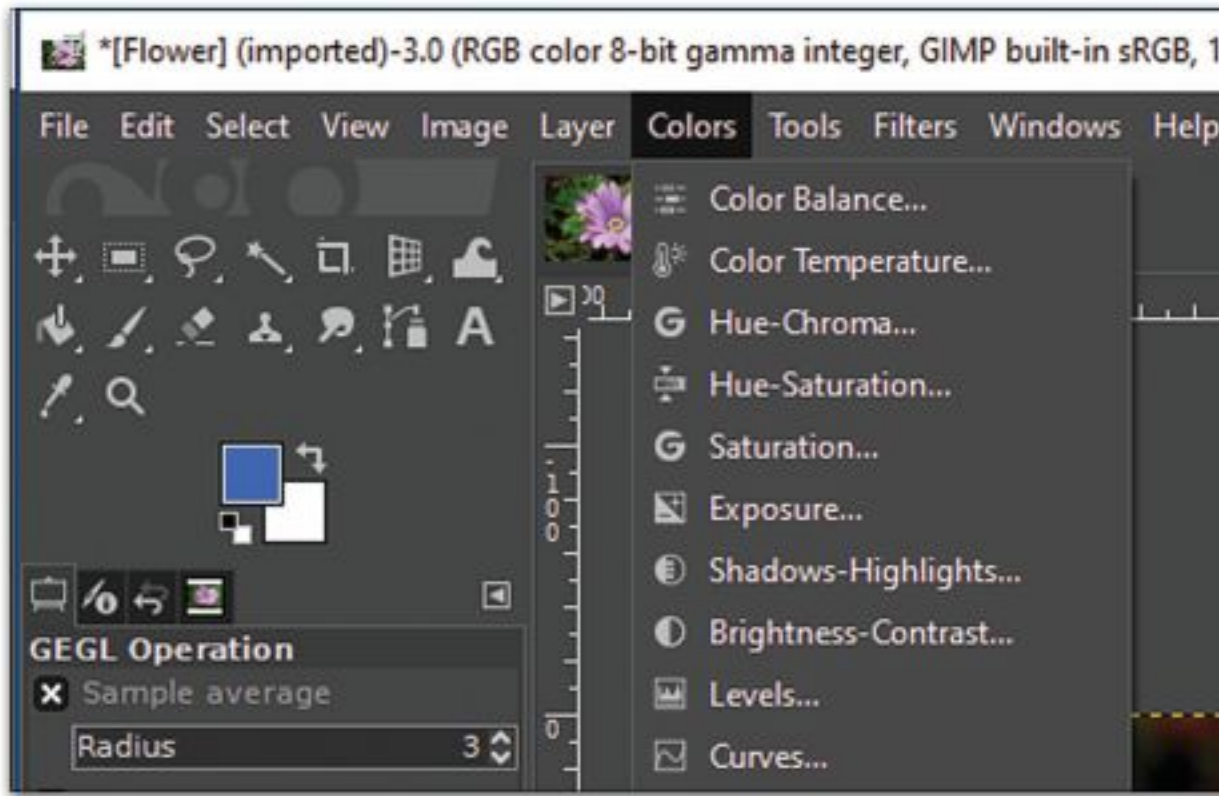 *[Flower] (imported)-3.0 (RGB color 8-bit gamma integer, GIMP built-in sRGB, 1
File Edit Select View Image Layer Colors Tools Filters Windows Help
Color Balance...
Color Temperature...
Hue-Chroma...
Hue-Saturation...
Saturation...
Exposure...
Shadows-Highlights...
Brightness-Contrast...
Levels...
Curves...
-100
0
GEGL Operation
Sample average
Radius 3